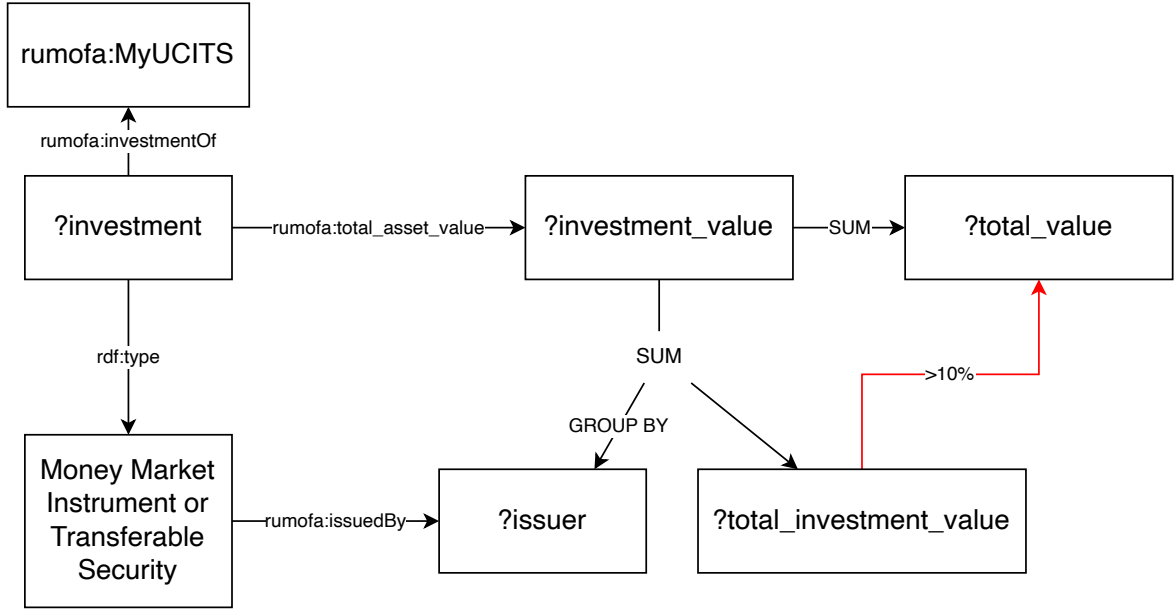 rumofa:MyUCITS
rumofa:investmentOf
?investment
rumofa:total_asset_value
?investment_value
SUM
?total_value
rdf:type
SUM
>10%
GROUP BY
Money Market
Instrument or
Transferable
Security
rumofa:issuedBy
?issuer
?total_investment_value